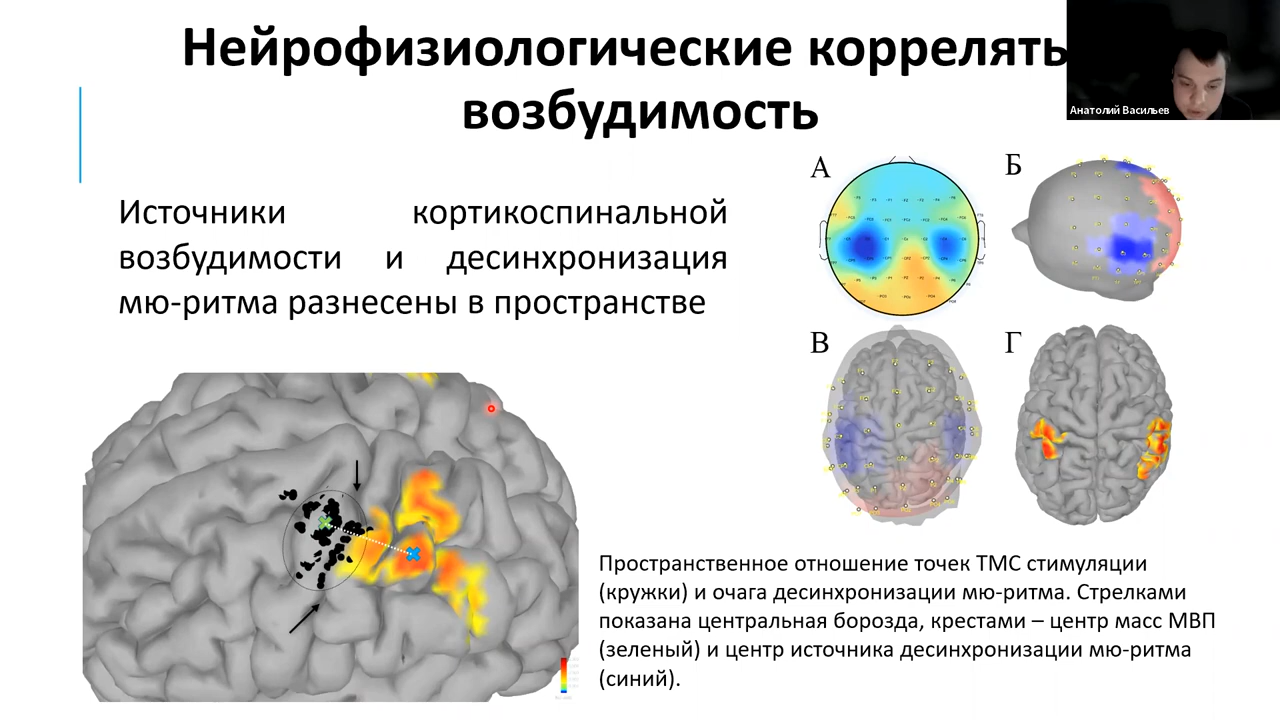 Нейрофизиологические корреляты
возбудимость
Анатолий Васильев
Источники кортикоспинальной
возбудимости и десинхронизация
мю-ритма разнесены в пространстве
А
Б
В
Г
Пространственное отношение точек ТМС стимуляции
(кружки) и очага десинхронизации мю-ритма. Стрелками
показана центральная борозда, крестами – центр масс МВП
(зеленый) и центр источника десинхронизации мю-ритма
(синий).